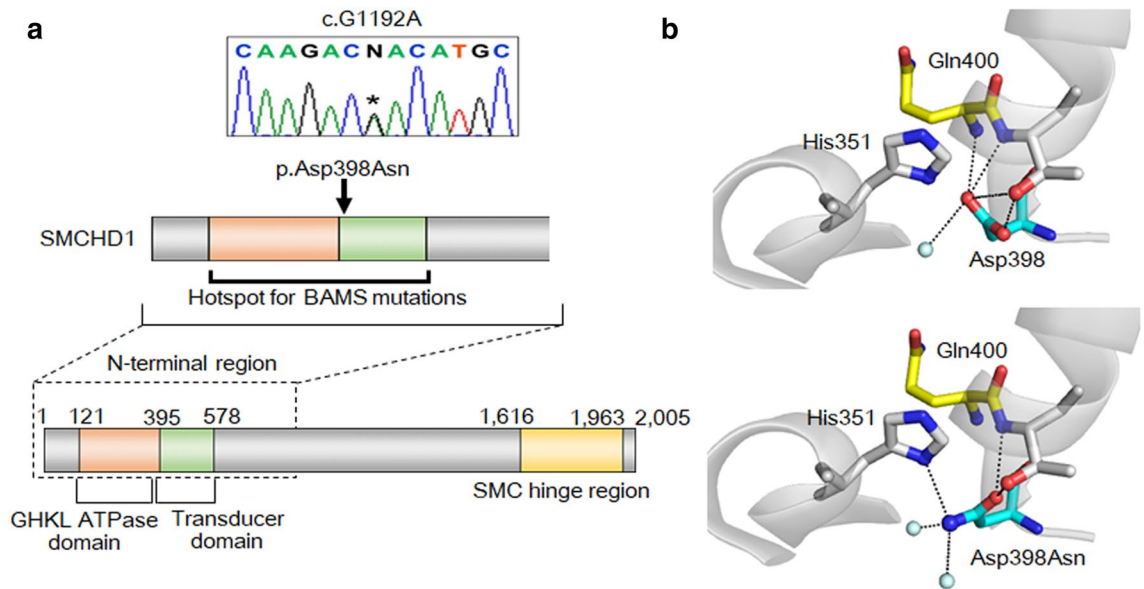 a
c.G1192A
CAAGACNACATGC
*
p.Asp398Asn
SMCHD1
Hotspot for BAMS mutations
N-terminal region
1 121 395 578 1,616 1,963 2,005
SMC hinge region
GHKL ATPase
domain
Transducer
domain
b
Gln400
His351
Asp398
Gln400
His351
Asp398Asn